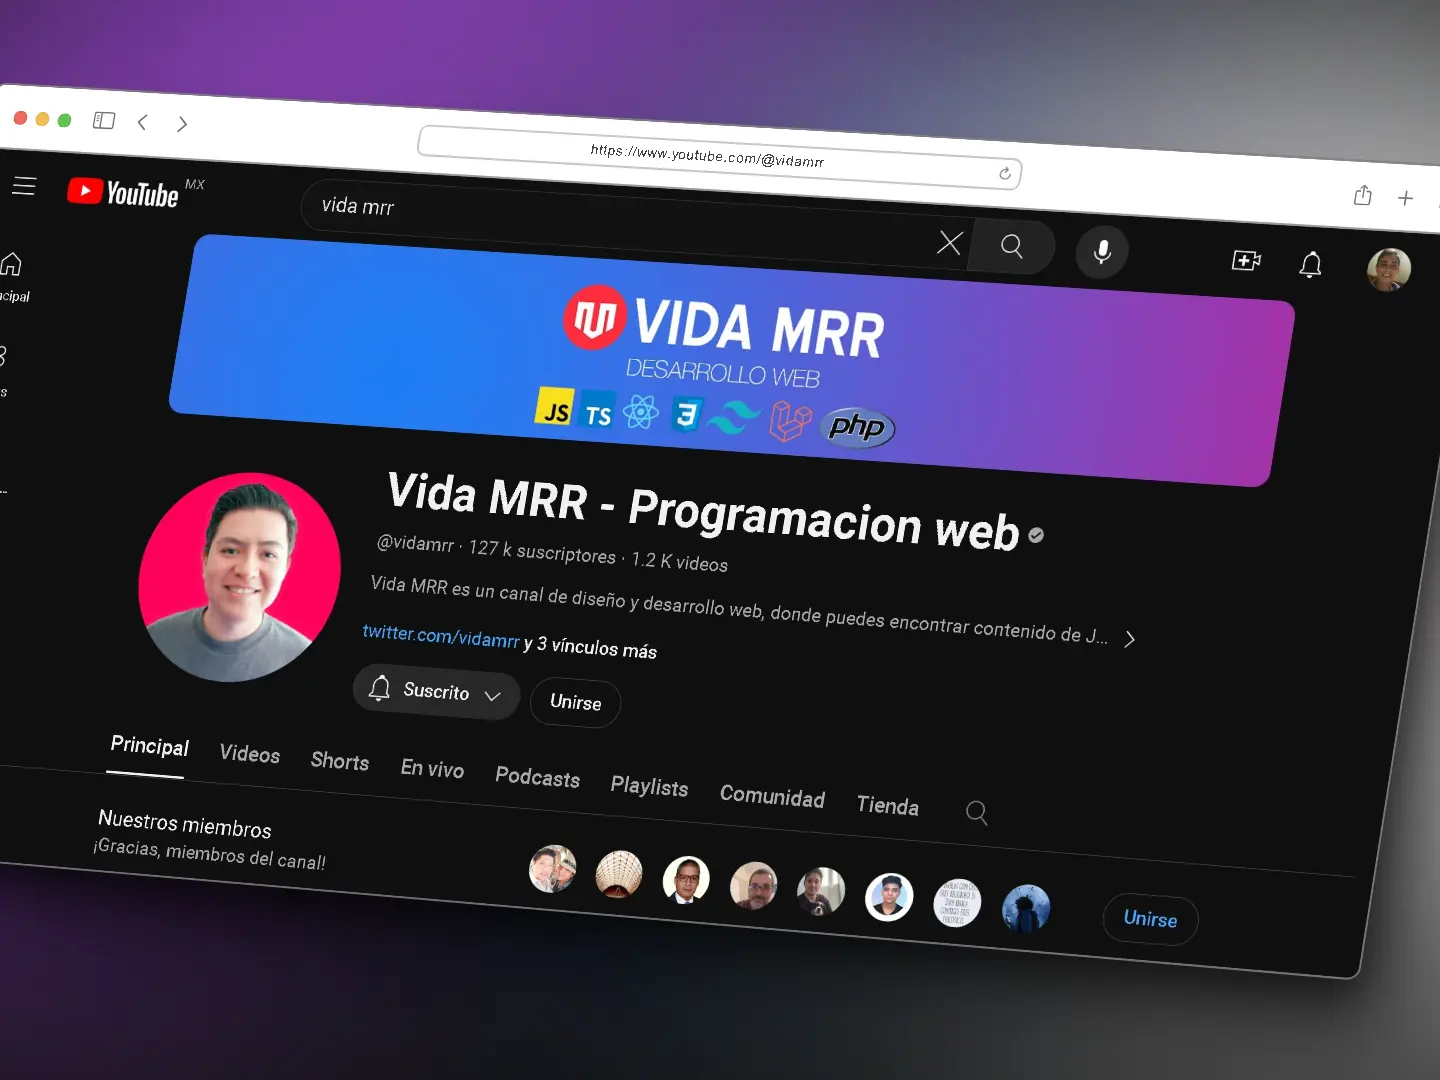 https://www.youtube.com/@vidamrr
YouTube MX
vida mrr
VIDA MRR
DESARROLLO WEB
JS TS 3 php
Vida MRR - Programacion web
@vidamrr · 127 k suscriptores · 1.2 K videos
Vida MRR es un canal de diseño y desarrollo web, donde puedes encontrar contenido de J...
twitter.com/vidamrr y 3 vínculos más
Suscrito Unirse
Principal Videos Shorts En vivo Podcasts Playlists Comunidad Tienda
Nuestros miembros
¡Gracias, miembros del canal!
Unirse